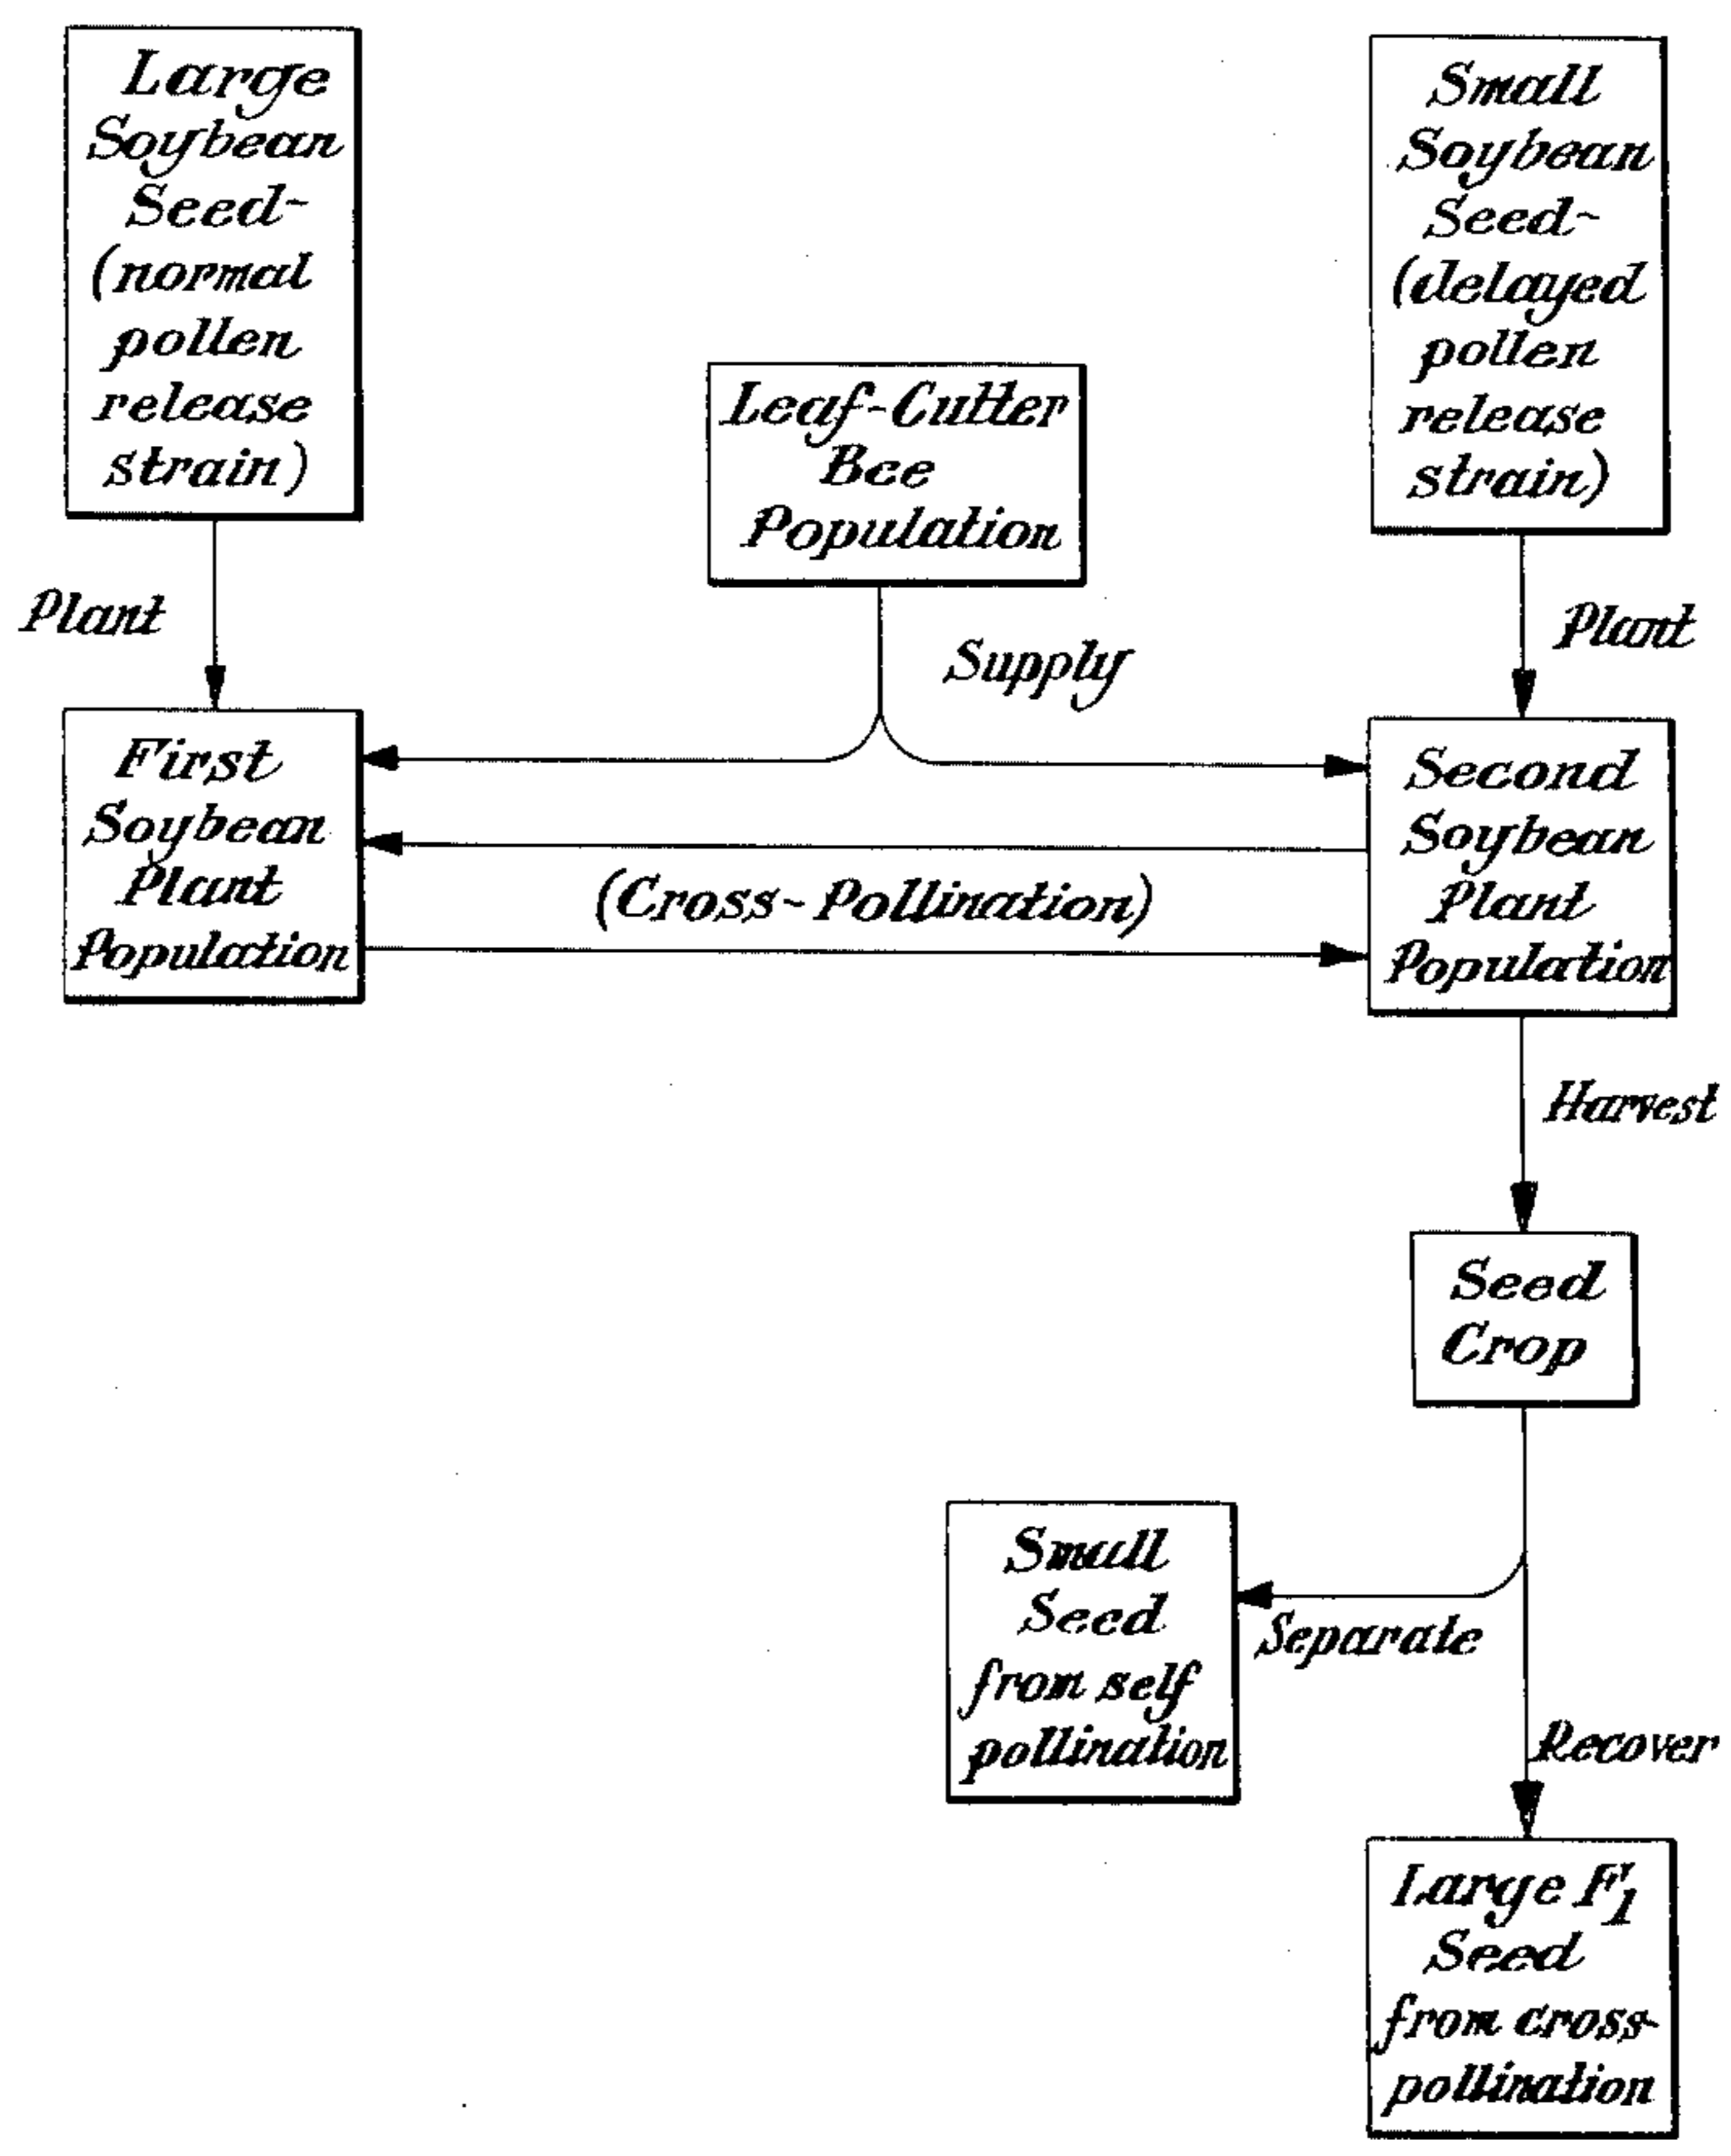 Large
Soybean
Seed-
(normal
pollen
release
strain)
Small
Soybean
Seed-
(delayed
pollen
release
strain)
Leaf-Cutter
Bee
Population
Plant
Supply
Plant
First
Soybean
Plant
Population
(Cross-Pollination)
Second
Soybean
Plant
Population
Harvest
Seed
Crop
Small
Seed
from self
pollination
Separate
Recover
Large F1
Seed
from cross-
pollination